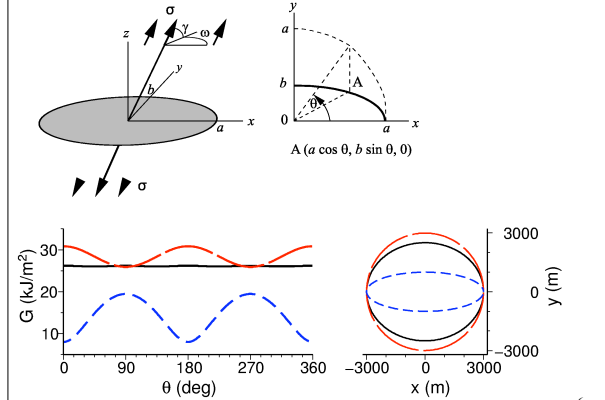 σ
γ
ω
z
y
b
a
x
σ
y
a
b
A
θ
0
a
x
A (a cos θ, b sin θ, 0)
G (kJ/m²)
30
20
10
0 90 180 270 360
θ (deg)
3000
0
−3000
y (m)
−3000 0 3000
x (m)